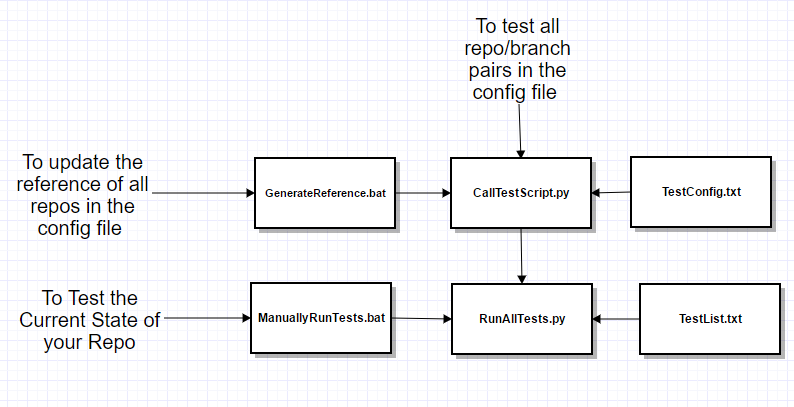 To test all
repo/branch
pairs in the
config file
To update the
reference of all
repos in the
config file
GenerateReference.bat
CallTestScript.py
TestConfig.txt
To Test the
Current State of
your Repo
ManuallyRunTests.bat
RunAllTests.py
TestList.txt